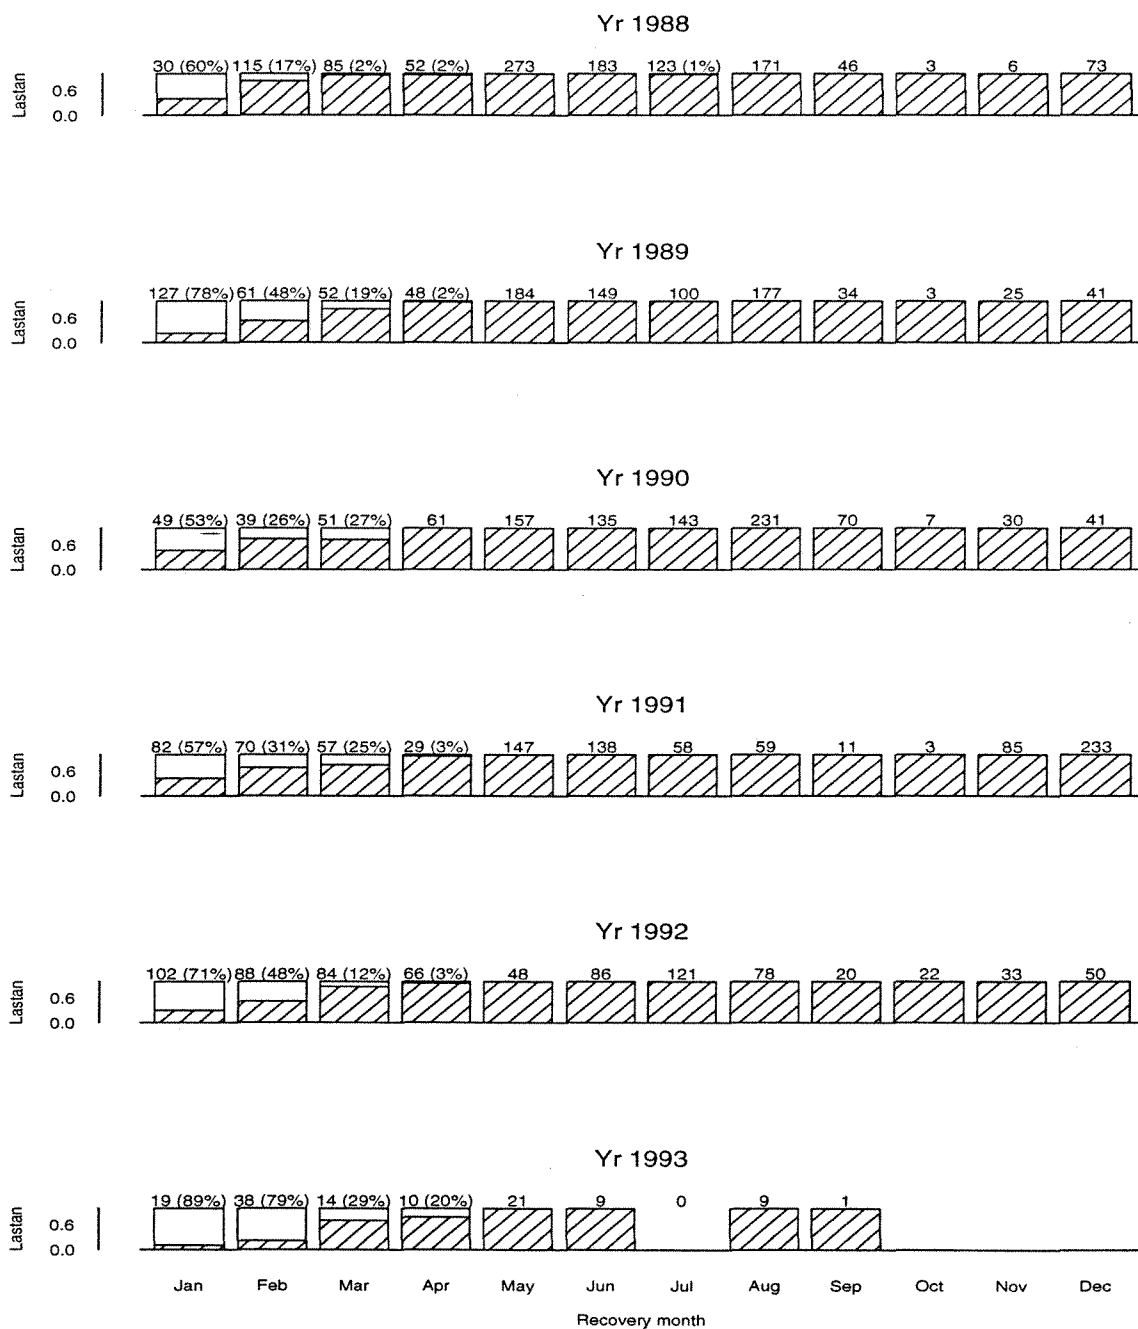 Yr 1988
30 (60%) 115 (17%) 85 (2%) 52 (2%) 273 183 123 (1%) 171 46 3 6 73
Lastan
0.6
0.0
Yr 1989
127 (78%) 61 (48%) 52 (19%) 48 (2%) 184 149 100 177 34 3 25 41
Lastan
0.6
0.0
Yr 1990
49 (53%) 39 (26%) 51 (27%) 61 157 135 143 231 70 7 30 41
Lastan
0.6
0.0
Yr 1991
82 (57%) 70 (31%) 57 (25%) 29 (3%) 147 138 58 59 11 3 85 233
Lastan
0.6
0.0
Yr 1992
102 (71%) 88 (48%) 84 (12%) 66 (3%) 48 86 121 78 20 22 33 50
Lastan
0.6
0.0
Yr 1993
19 (89%) 38 (79%) 14 (29%) 10 (20%) 21 9 0 9 1
Lastan
0.6
0.0
Jan Feb Mar Apr May Jun Jul Aug Sep Oct Nov Dec
Recovery month